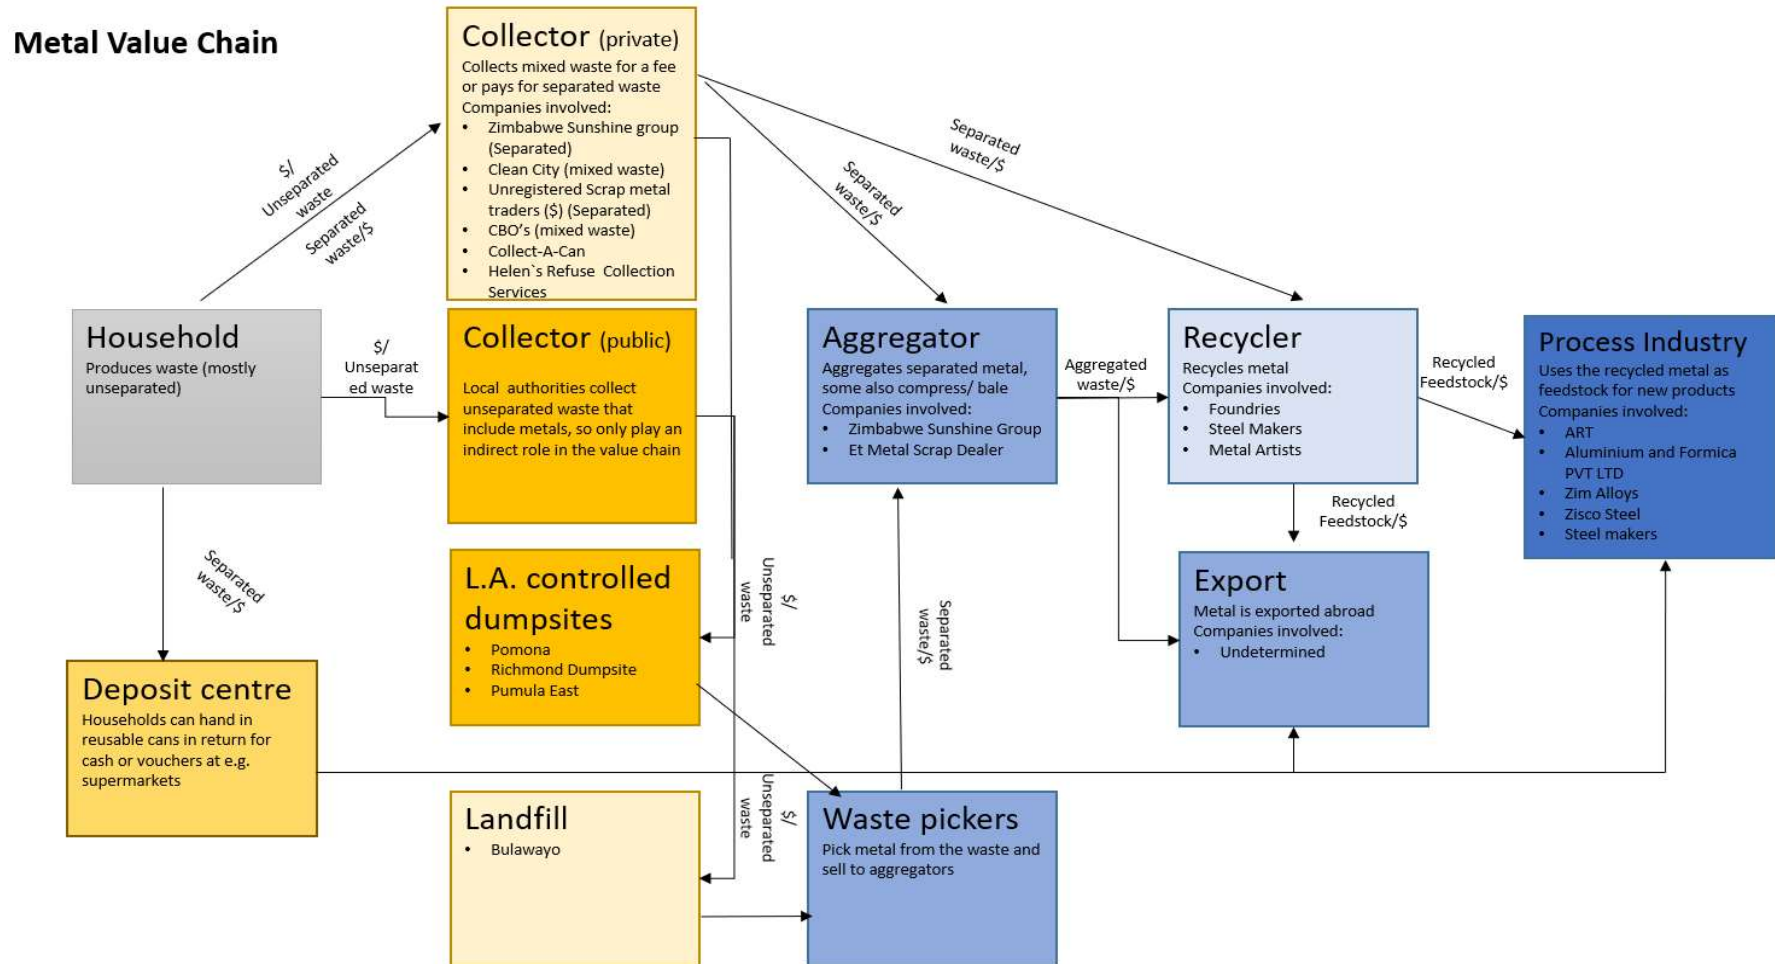 Metal Value Chain
Collector (private)
Collects mixed waste for a fee
or pays for separated waste
Companies involved:
• Zimbabwe Sunshine group
(Separated)
• Clean City (mixed waste)
• Unregistered Scrap metal
traders ($) (Separated)
• CBO's (mixed waste)
• Collect-A-Can
• Helen`s Refuse Collection
Services
$/
Unseparated
waste
Separated
waste/$
Separated
waste/$
Separated
waste/$
Household
Produces waste (mostly
unseparated)
$/
Unseparat
ed waste
Collector (public)
Local authorities collect
unseparated waste that
include metals, so only play an
indirect role in the value chain
Aggregator
Aggregates separated metal,
some also compress/ bale
Companies involved:
• Zimbabwe Sunshine Group
• Et Metal Scrap Dealer
Aggregated
waste/$
Recycler
Recycles metal
Companies involved:
• Foundries
• Steel Makers
• Metal Artists
Recycled
Feedstock/$
Process Industry
Uses the recycled metal as
feedstock for new products
Companies involved:
• ART
• Aluminium and Formica
PVT LTD
• Zim Alloys
• Zisco Steel
• Steel makers
Recycled
Feedstock/$
Separated
waste/$
L.A. controlled
dumpsites
• Pomona
• Richmond Dumpsite
• Pumula East
$/
Unseparated
waste
Separated
waste/$
Export
Metal is exported abroad
Companies involved:
• Undetermined
Deposit centre
Households can hand in
reusable cans in return for
cash or vouchers at e.g.
supermarkets
Landfill
• Bulawayo
$/
Unseparated
waste
Waste pickers
Pick metal from the waste and
sell to aggregators